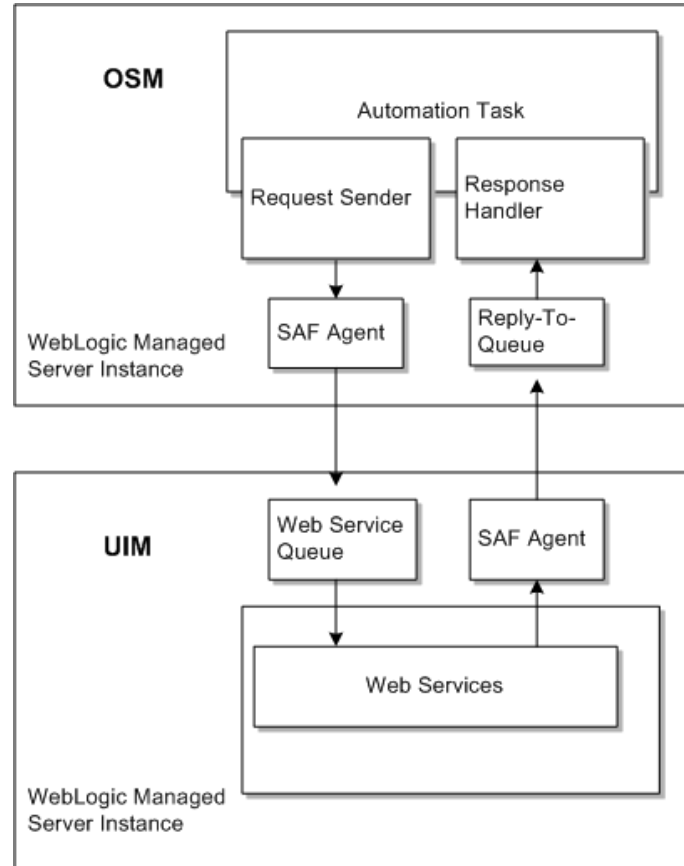 OSM
Automation Task
Request Sender
Response
Handler
SAF Agent
Reply-To-
Queue
WebLogic Managed
Server Instance
UIM
Web Service
Queue
SAF Agent
Web Services
WebLogic Managed
Server Instance